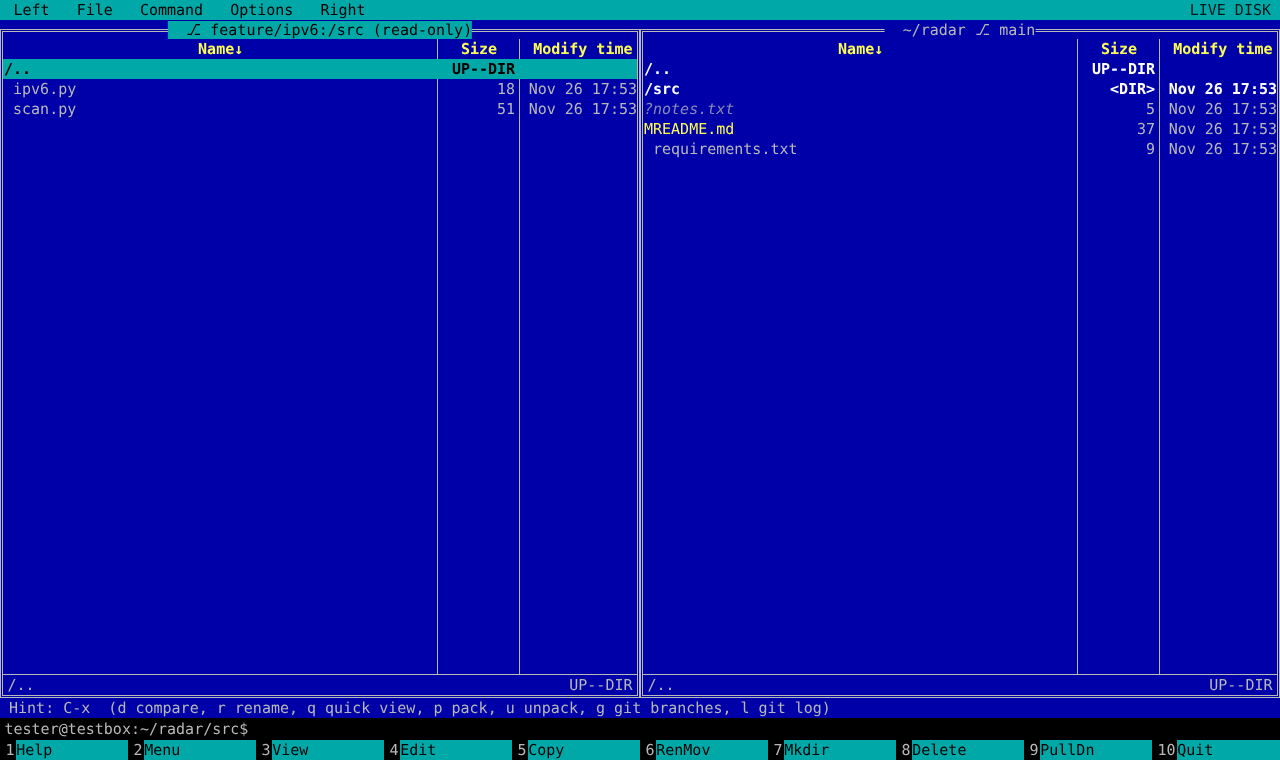 Left File Command Options Right LIVE DISK
⎇ feature/ipv6:/src (read-only) ~/radar ⎇ main
Name↓ Size Modify time Name↓ Size Modify time
/.. UP--DIR /.. UP--DIR
ipv6.py 18 Nov 26 17:53 /src <DIR> Nov 26 17:53
scan.py 51 Nov 26 17:53 ?notes.txt 5 Nov 26 17:53
MREADME.md 37 Nov 26 17:53
requirements.txt 9 Nov 26 17:53
/.. UP--DIR /.. UP--DIR
Hint: C-x (d compare, r rename, q quick view, p pack, u unpack, g git branches, l git log)
tester@testbox:~/radar/src$
1Help 2Menu 3View 4Edit 5Copy 6RenMov 7Mkdir 8Delete 9PullDn 10Quit